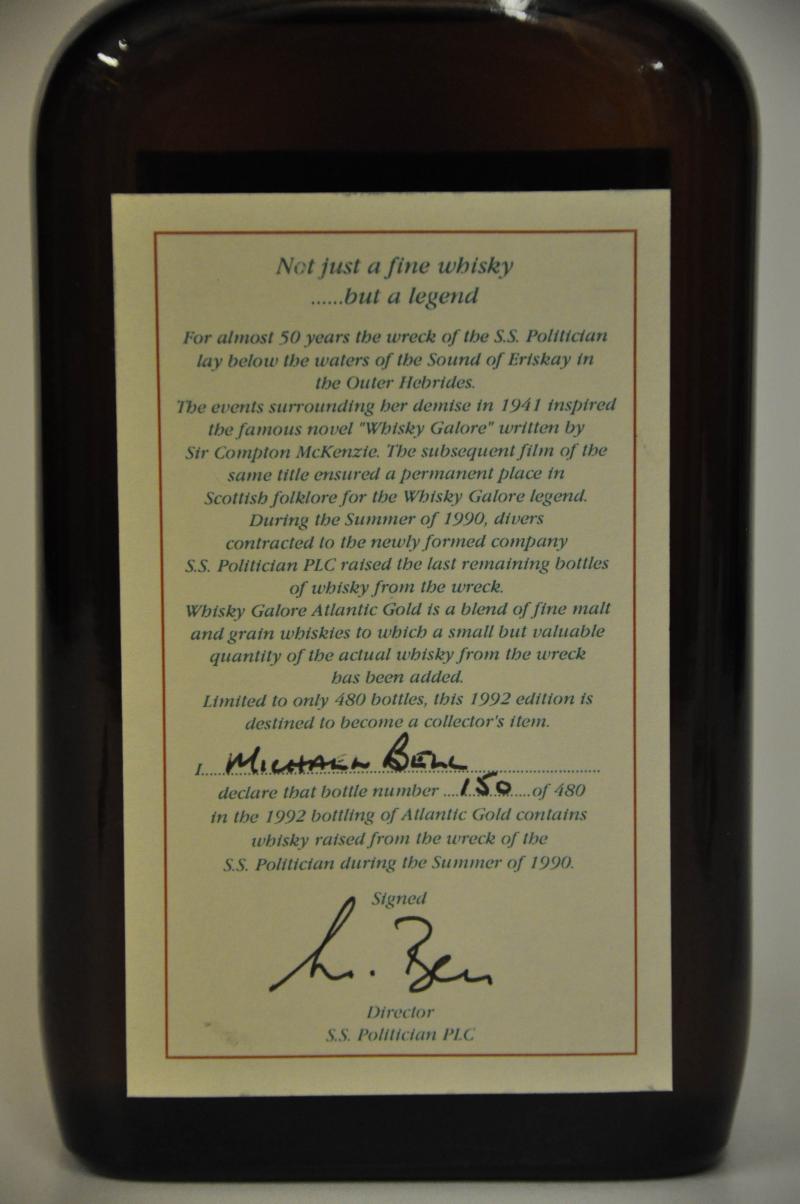 Not just a fine whisky
......but a legend
For almost 50 years the wreck of the S.S. Politician
lay below the waters of the Sound of Eriskay in
the Outer Hebrides.
The events surrounding her demise in 1941 inspired
the famous novel "Whisky Galore" written by
Sir Compton McKenzie. The subsequent film of the
same title ensured a permanent place in
Scottish folklore for the Whisky Galore legend.
During the Summer of 1990, divers
contracted to the newly formed company
S.S. Politician PLC raised the last remaining bottles
of whisky from the wreck.
Whisky Galore Atlantic Gold is a blend of fine malt
and grain whiskies to which a small but valuable
quantity of the actual whisky from the wreck
has been added.
Limited to only 480 bottles, this 1992 edition is
destined to become a collector's item.
I.....MICHAEL BELL.....
declare that bottle number ....150....of 480
in the 1992 bottling of Atlantic Gold contains
whisky raised from the wreck of the
S.S. Politician during the Summer of 1990.
Signed
M. Bell
Director
S.S. Politician PLC